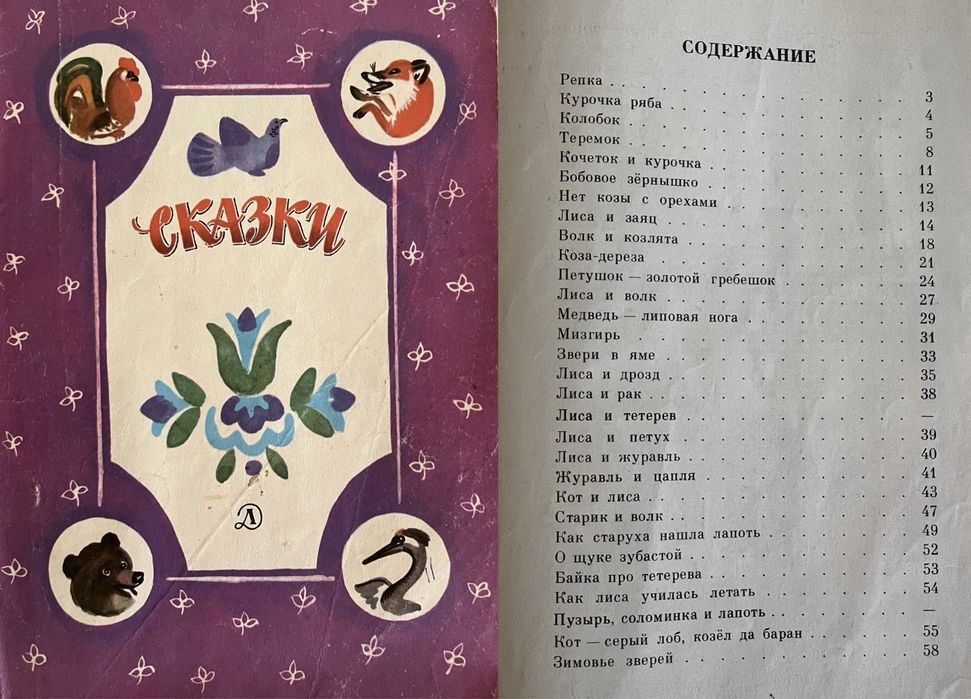 СКАЗКИ
Д
СОДЕРЖАНИЕ
Репка . . . . . . . . . . 3
Курочка ряба . . . . . . . . . . 4
Колобок . . . . . . . . . . 5
Теремок . . . . . . . . . . 8
Кочеток и курочка . . . . . . . . . . 11
Бобовое зёрнышко . . . . . . . . . . 12
Нет козы с орехами . . . . . . . . . . 13
Лиса и заяц . . . . . . . . . . 14
Волк и козлята . . . . . . . . . . 18
Коза-дереза . . . . . . . . . . 21
Петушок — золотой гребешок . . . . . . . 24
Лиса и волк . . . . . . . . . . 27
Медведь — липовая нога . . . . . . . . . 29
Мизгирь . . . . . . . . . . 31
Звери в яме . . . . . . . . . . 33
Лиса и дрозд . . . . . . . . . . 35
Лиса и рак . . . . . . . . . . 38
Лиса и тетерев . . . . . . . . . . —
Лиса и петух . . . . . . . . . . 39
Лиса и журавль . . . . . . . . . . 40
Журавль и цапля . . . . . . . . . . 41
Кот и лиса . . . . . . . . . . 43
Старик и волк . . . . . . . . . . 47
Как старуха нашла лапоть . . . . . . . . 49
О щуке зубастой . . . . . . . . . . 52
Байка про тетерева . . . . . . . . . . 53
Как лиса училась летать . . . . . . . . 54
Пузырь, соломинка и лапоть . . . . . . . —
Кот — серый лоб, козёл да баран . . . . . . 55
Зимовье зверей . . . . . . . . . . 58